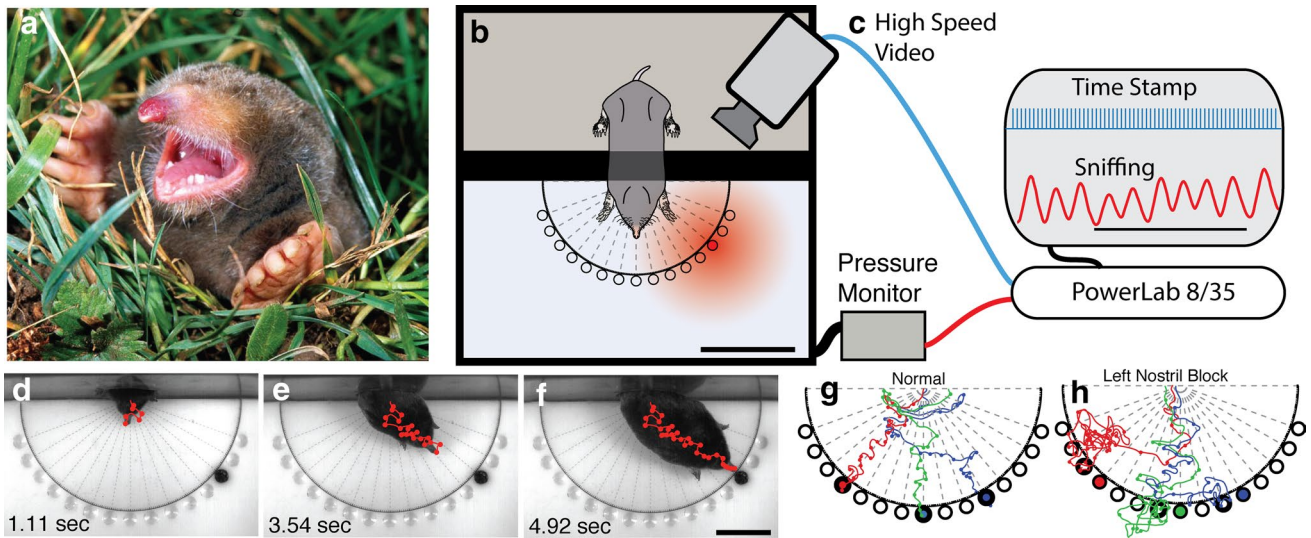 a
b
c
High Speed
Video
Time Stamp
Sniffing
Pressure
Monitor
PowerLab 8/35
d
1.11 sec
e
3.54 sec
f
4.92 sec
g
Normal
h
Left Nostril Block